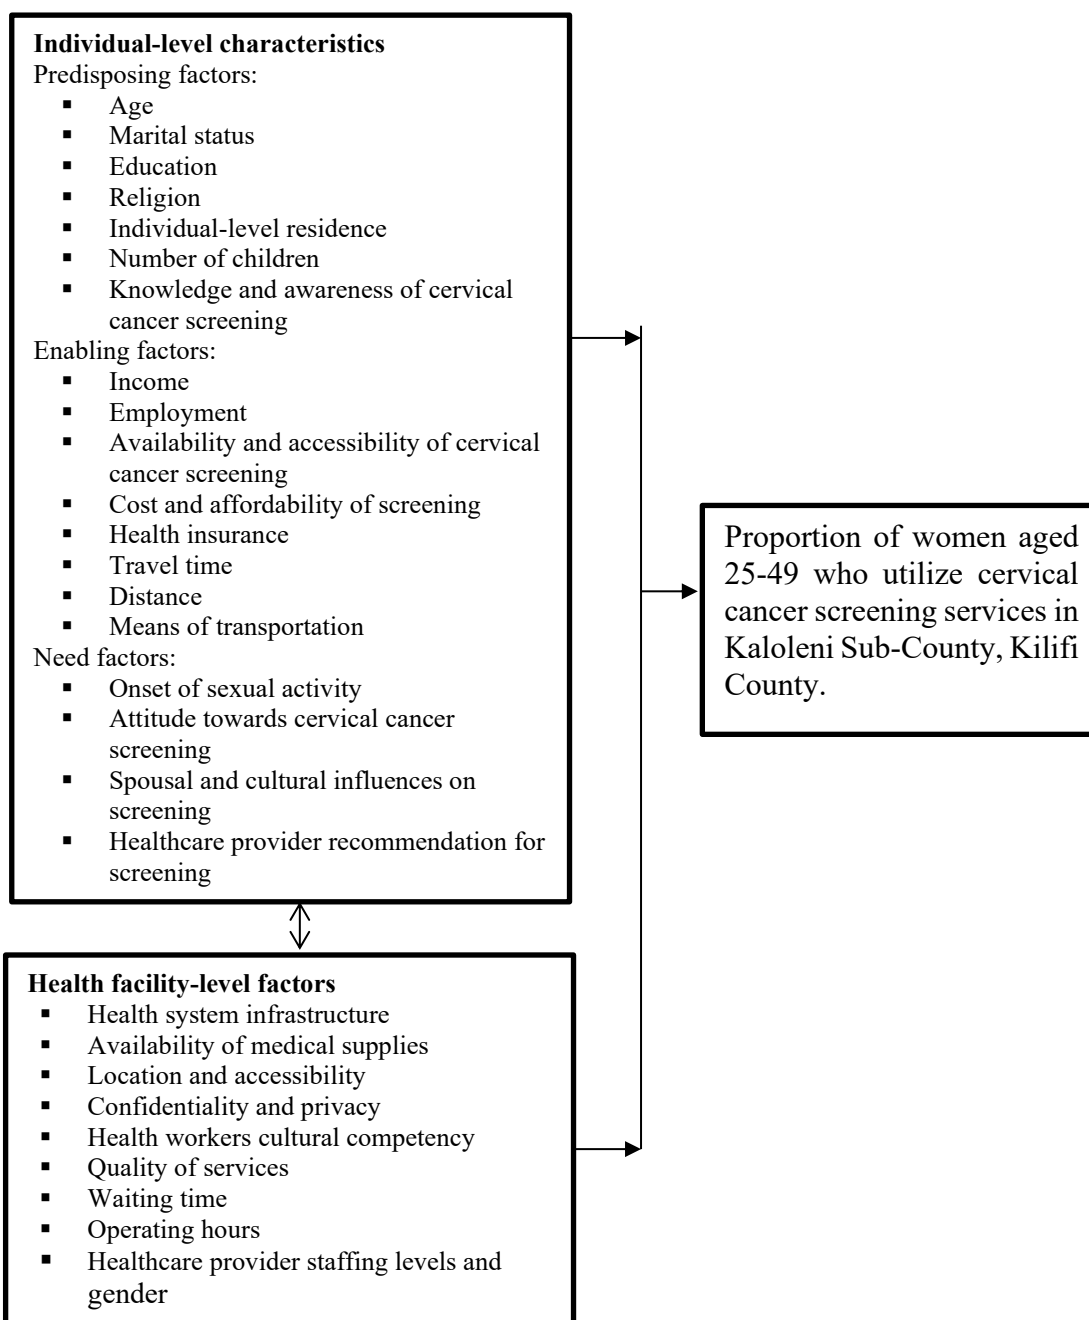 Individual-level characteristics
Predisposing factors:
▪ Age
▪ Marital status
▪ Education
▪ Religion
▪ Individual-level residence
▪ Number of children
▪ Knowledge and awareness of cervical
cancer screening
Enabling factors:
▪ Income
▪ Employment
▪ Availability and accessibility of cervical
cancer screening
▪ Cost and affordability of screening
▪ Health insurance
▪ Travel time
▪ Distance
▪ Means of transportation
Need factors:
▪ Onset of sexual activity
▪ Attitude towards cervical cancer
screening
▪ Spousal and cultural influences on
screening
▪ Healthcare provider recommendation for
screening
Health facility-level factors
▪ Health system infrastructure
▪ Availability of medical supplies
▪ Location and accessibility
▪ Confidentiality and privacy
▪ Health workers cultural competency
▪ Quality of services
▪ Waiting time
▪ Operating hours
▪ Healthcare provider staffing levels and
gender
Proportion of women aged
25-49 who utilize cervical
cancer screening services in
Kaloleni Sub-County, Kilifi
County.